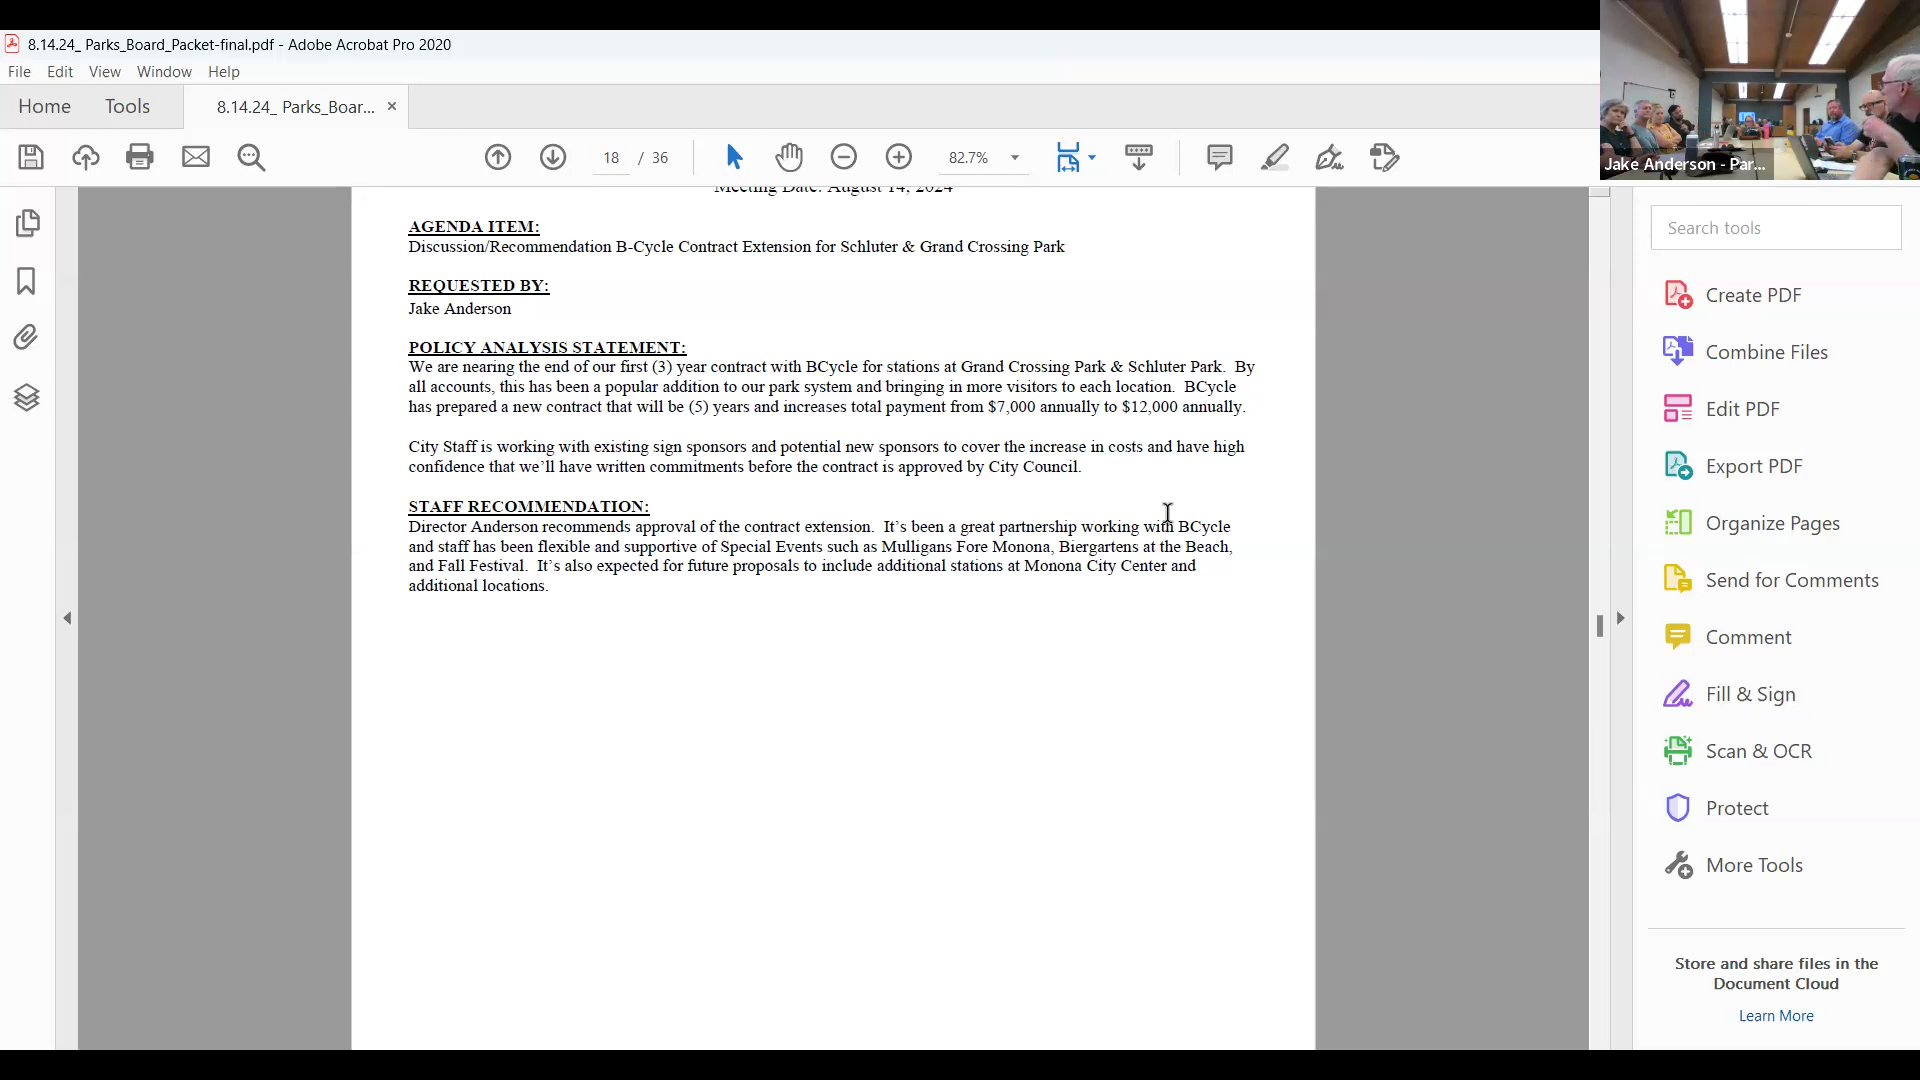 8.14.24_ Parks_Board_Packet-final.pdf - Adobe Acrobat Pro 2020
File Edit View Window Help
Home Tools 8.14.24_ Parks_Boar... ×
18 / 36 82.7%
Jake Anderson - Par...
Meeting Date: August 14, 2024
AGENDA ITEM:
Discussion/Recommendation B-Cycle Contract Extension for Schluter & Grand Crossing Park
REQUESTED BY:
Jake Anderson
POLICY ANALYSIS STATEMENT:
We are nearing the end of our first (3) year contract with BCycle for stations at Grand Crossing Park & Schluter Park.  By
all accounts, this has been a popular addition to our park system and bringing in more visitors to each location.  BCycle
has prepared a new contract that will be (5) years and increases total payment from $7,000 annually to $12,000 annually.
City Staff is working with existing sign sponsors and potential new sponsors to cover the increase in costs and have high
confidence that we’ll have written commitments before the contract is approved by City Council.
STAFF RECOMMENDATION:
Director Anderson recommends approval of the contract extension.  It’s been a great partnership working with BCycle
and staff has been flexible and supportive of Special Events such as Mulligans Fore Monona, Biergartens at the Beach,
and Fall Festival.  It’s also expected for future proposals to include additional stations at Monona City Center and
additional locations.
Search tools
Create PDF
Combine Files
Edit PDF
Export PDF
Organize Pages
Send for Comments
Comment
Fill & Sign
Scan & OCR
Protect
More Tools
Store and share files in the
Document Cloud
Learn More